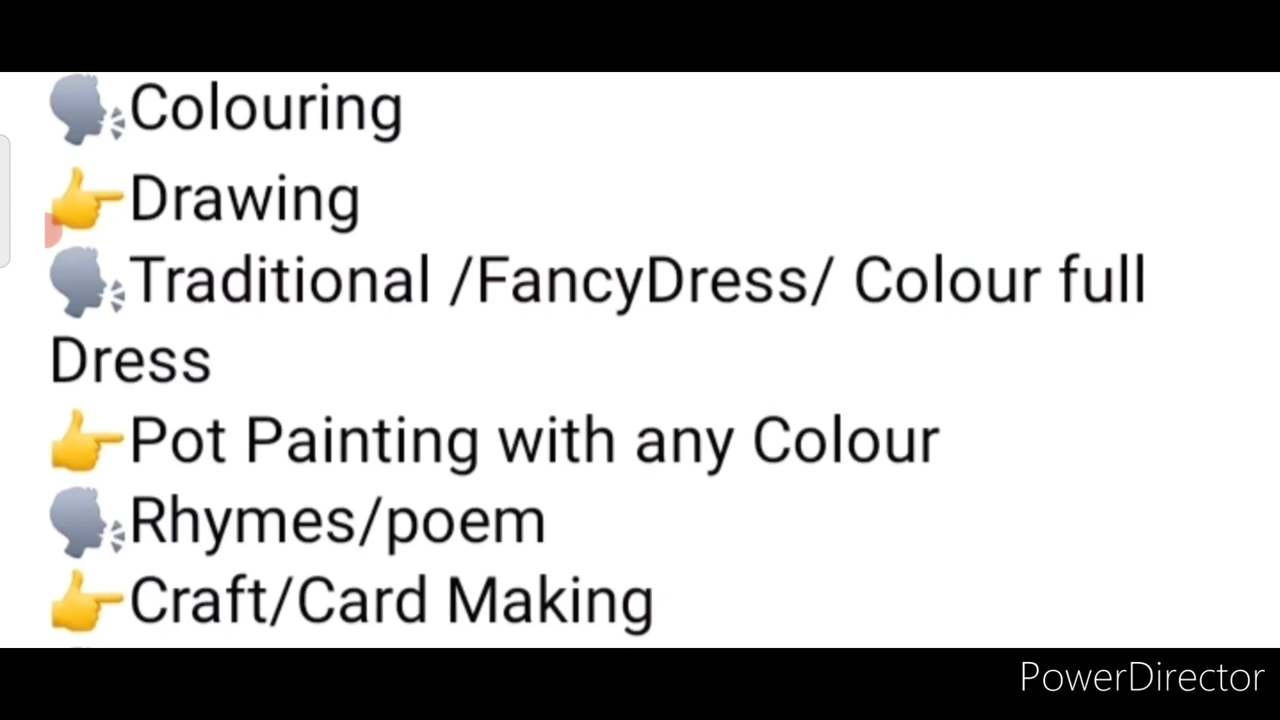 🗣Colouring
👉Drawing
🗣Traditional /FancyDress/ Colour full
Dress
👉Pot Painting with any Colour
🗣Rhymes/poem
👉Craft/Card Making
PowerDirector